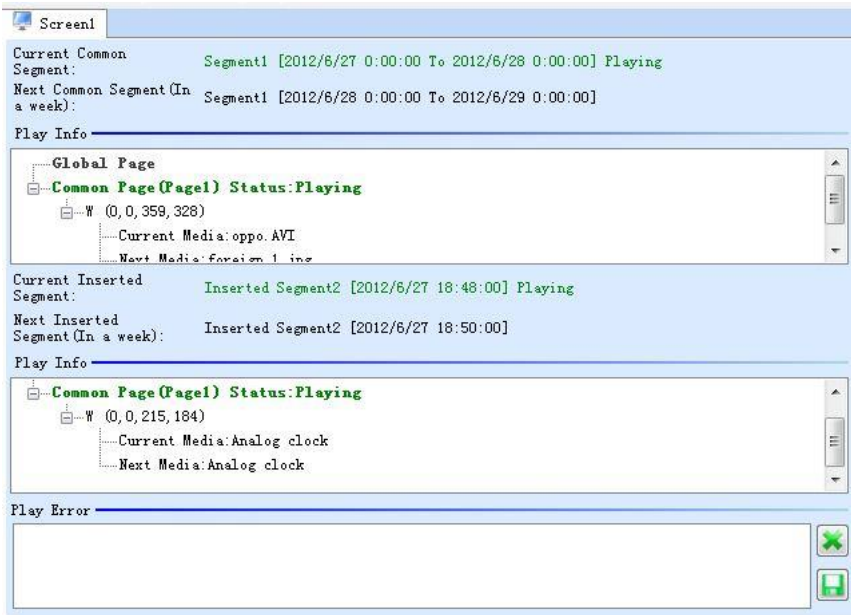 Screen1
Current Common
Segment:
Segment1 [2012/6/27 0:00:00 To 2012/6/28 0:00:00] Playing
Next Common Segment(In
a week):
Segment1 [2012/6/28 0:00:00 To 2012/6/29 0:00:00]
Play Info
Global Page
Common Page(Page1) Status:Playing
W (0,0,359,328)
Current Media:oppo.AVI
Next Media:foreign 1.jpg
Current Inserted
Segment:
Inserted Segment2 [2012/6/27 18:48:00] Playing
Next Inserted
Segment(In a week):
Inserted Segment2 [2012/6/27 18:50:00]
Play Info
Common Page(Page1) Status:Playing
W (0,0,215,184)
Current Media:Analog clock
Next Media:Analog clock
Play Error